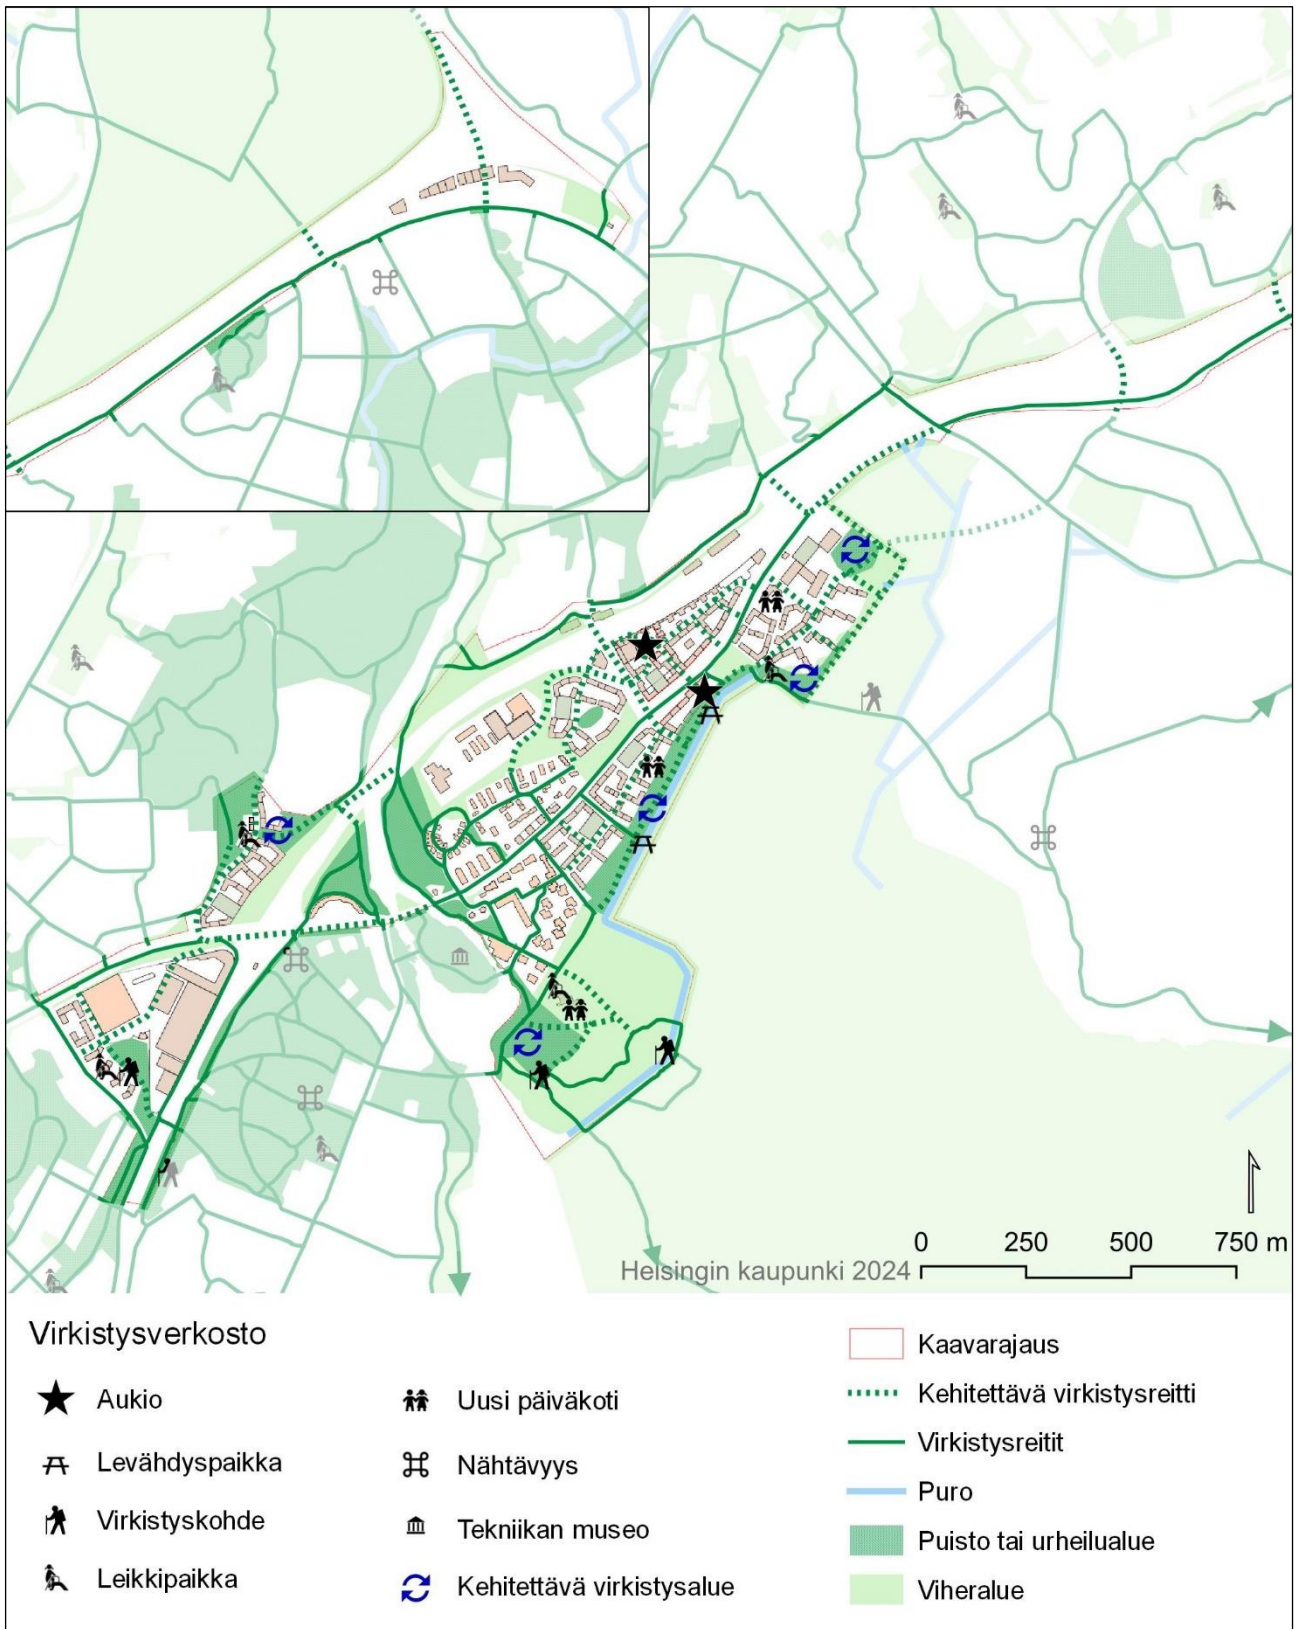 0 250 500 750 m
Helsingin kaupunki 2024
Virkistysverkosto
Aukio
Levähdyspaikka
Virkistyskohde
Leikkipaikka
Uusi päiväkoti
Nähtävyys
Tekniikan museo
Kehitettävä virkistysalue
Kaavarajaus
Kehitettävä virkistysreitti
Virkistysreitit
Puro
Puisto tai urheilualue
Viheralue